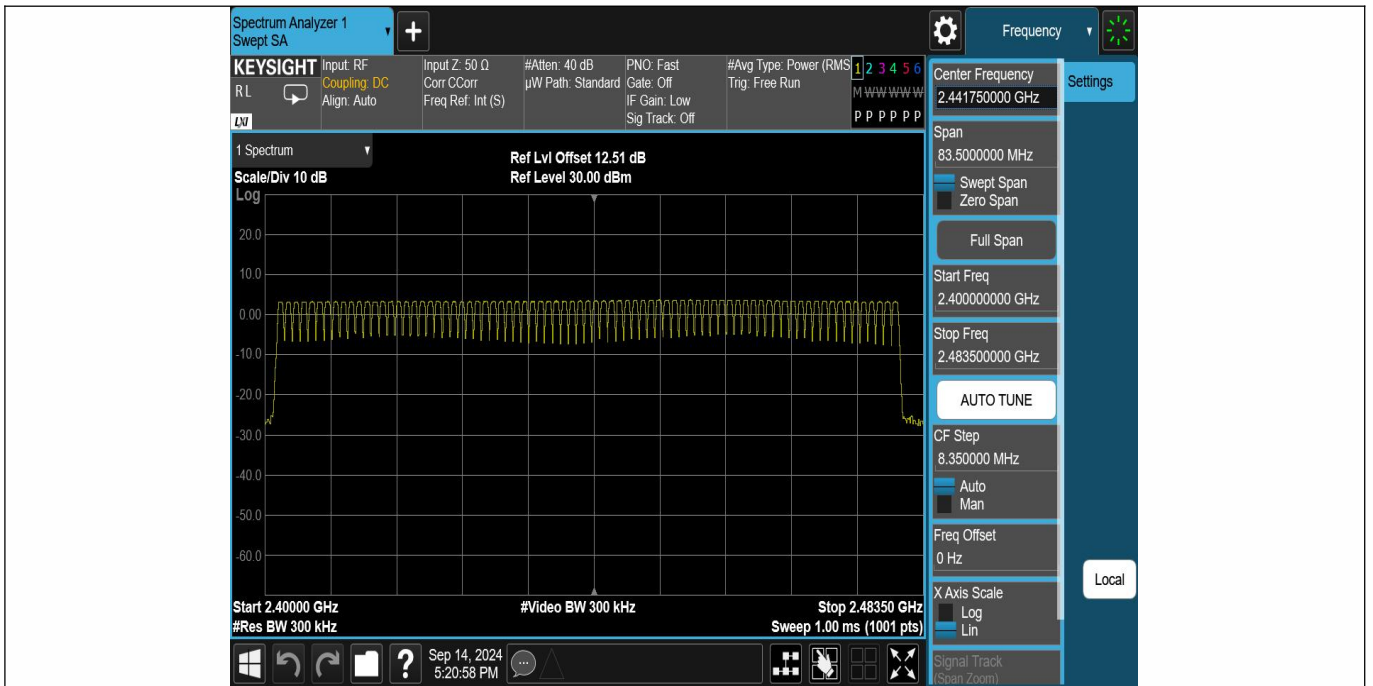 Spectrum Analyzer 1
Swept SA
+
Frequency
KEYSIGHT
RL
LXI
Input: RF
Coupling: DC
Align: Auto
Input Z: 50 Ω
Corr CCorr
Freq Ref: Int (S)
#Atten: 40 dB
µW Path: Standard
PNO: Fast
Gate: Off
IF Gain: Low
Sig Track: Off
#Avg Type: Power (RMS
Trig: Free Run
1 2 3 4 5 6
M W W W W W
P P P P P P
1 Spectrum
Scale/Div 10 dB
Ref Lvl Offset 12.51 dB
Ref Level 30.00 dBm
Log
20.0
10.0
0.00
-10.0
-20.0
-30.0
-40.0
-50.0
-60.0
Start 2.40000 GHz
#Res BW 300 kHz
#Video BW 300 kHz
Stop 2.48350 GHz
Sweep 1.00 ms (1001 pts)
Center Frequency
2.441750000 GHz
Settings
Span
83.5000000 MHz
Swept Span
Zero Span
Full Span
Start Freq
2.400000000 GHz
Stop Freq
2.483500000 GHz
AUTO TUNE
CF Step
8.350000 MHz
Auto
Man
Freq Offset
0 Hz
X Axis Scale
Log
Lin
Local
Signal Track
(Span Zoom)
?
Sep 14, 2024
5:20:58 PM